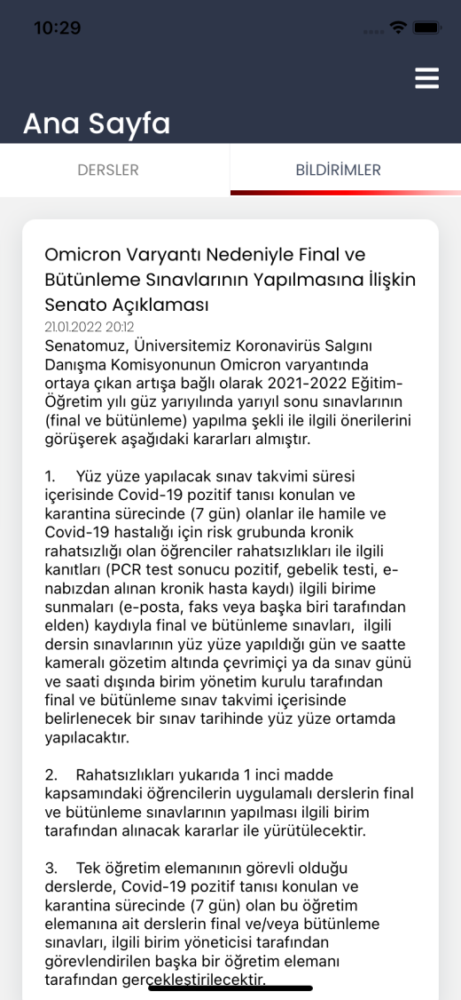 10:29
Ana Sayfa
DERSLER
BİLDİRİMLER
Omicron Varyantı Nedeniyle Final ve
Bütünleme Sınavlarının Yapılmasına İlişkin
Senato Açıklaması
21.01.2022 20:12
Senatomuz, Üniversitemiz Koronavirüs Salgını
Danışma Komisyonunun Omicron varyantında
ortaya çıkan artışa bağlı olarak 2021-2022 Eğitim-
Öğretim yılı güz yarıyılında yarıyıl sonu sınavlarının
(final ve bütünleme) yapılma şekli ile ilgili önerilerini
görüşerek aşağıdaki kararları almıştır.
1. Yüz yüze yapılacak sınav takvimi süresi
içerisinde Covid-19 pozitif tanısı konulan ve
karantina sürecinde (7 gün) olanlar ile hamile ve
Covid-19 hastalığı için risk grubunda kronik
rahatsızlığı olan öğrenciler rahatsızlıkları ile ilgili
kanıtları (PCR test sonucu pozitif, gebelik testi, e-
nabızdan alınan kronik hasta kaydı) ilgili birime
sunmaları (e-posta, faks veya başka biri tarafından
elden) kaydıyla final ve bütünleme sınavları, ilgili
dersin sınavlarının yüz yüze yapıldığı gün ve saatte
kameralı gözetim altında çevrimiçi ya da sınav günü
ve saati dışında birim yönetim kurulu tarafından
final ve bütünleme sınav takvimi içerisinde
belirlenecek bir sınav tarihinde yüz yüze ortamda
yapılacaktır.
2. Rahatsızlıkları yukarıda 1 inci madde
kapsamındaki öğrencilerin uygulamalı derslerin final
ve bütünleme sınavlarının yapılması ilgili birim
tarafından alınacak kararlar ile yürütülecektir.
3. Tek öğretim elemanının görevli olduğu
derslerde, Covid-19 pozitif tanısı konulan ve
karantina sürecinde (7 gün) olan bu öğretim
elemanına ait derslerin final ve/veya bütünleme
sınavları, ilgili birim yöneticisi tarafından
görevlendirilen başka bir öğretim elemanı
tarafından gerçekleştirilecektir.